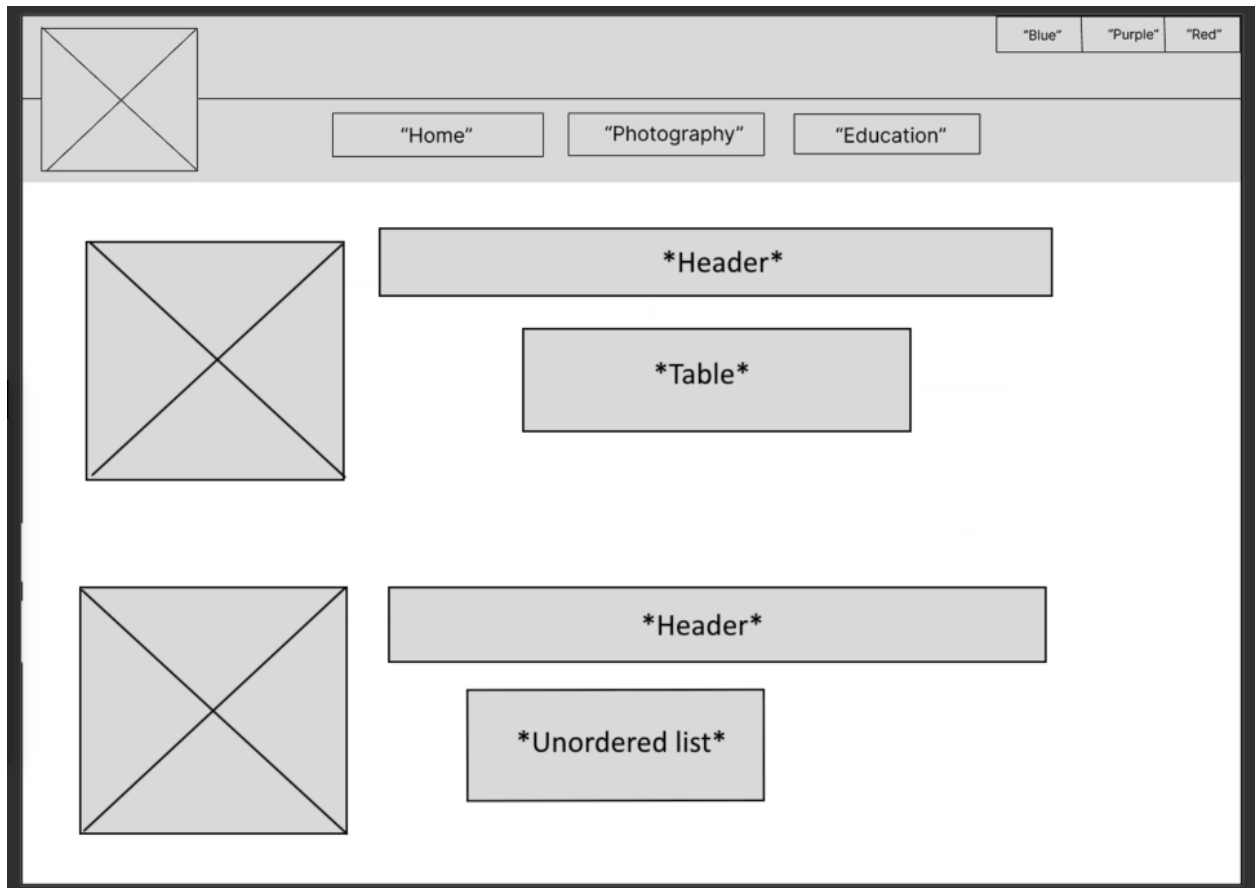 “Blue” “Purple” “Red”
“Home” “Photography” “Education”
*Header*
*Table*
*Header*
*Unordered list*